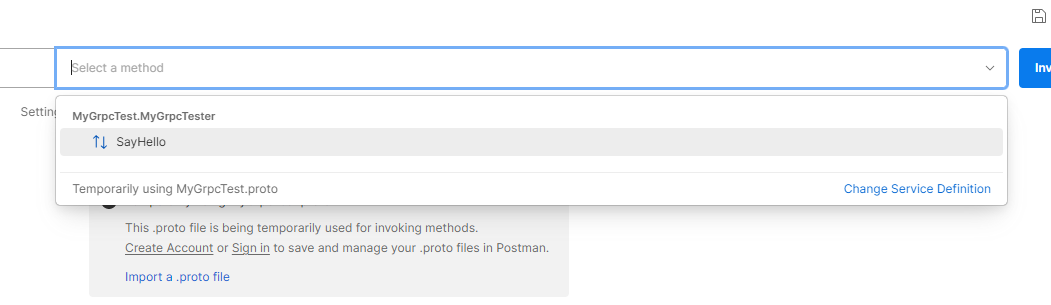 Select a method
Inv
Setting
MyGrpcTest.MyGrpcTester
SayHello
Temporarily using MyGrpcTest.proto
Change Service Definition
This .proto file is being temporarily used for invoking methods.
Create Account or Sign in to save and manage your .proto files in Postman.
Import a .proto file